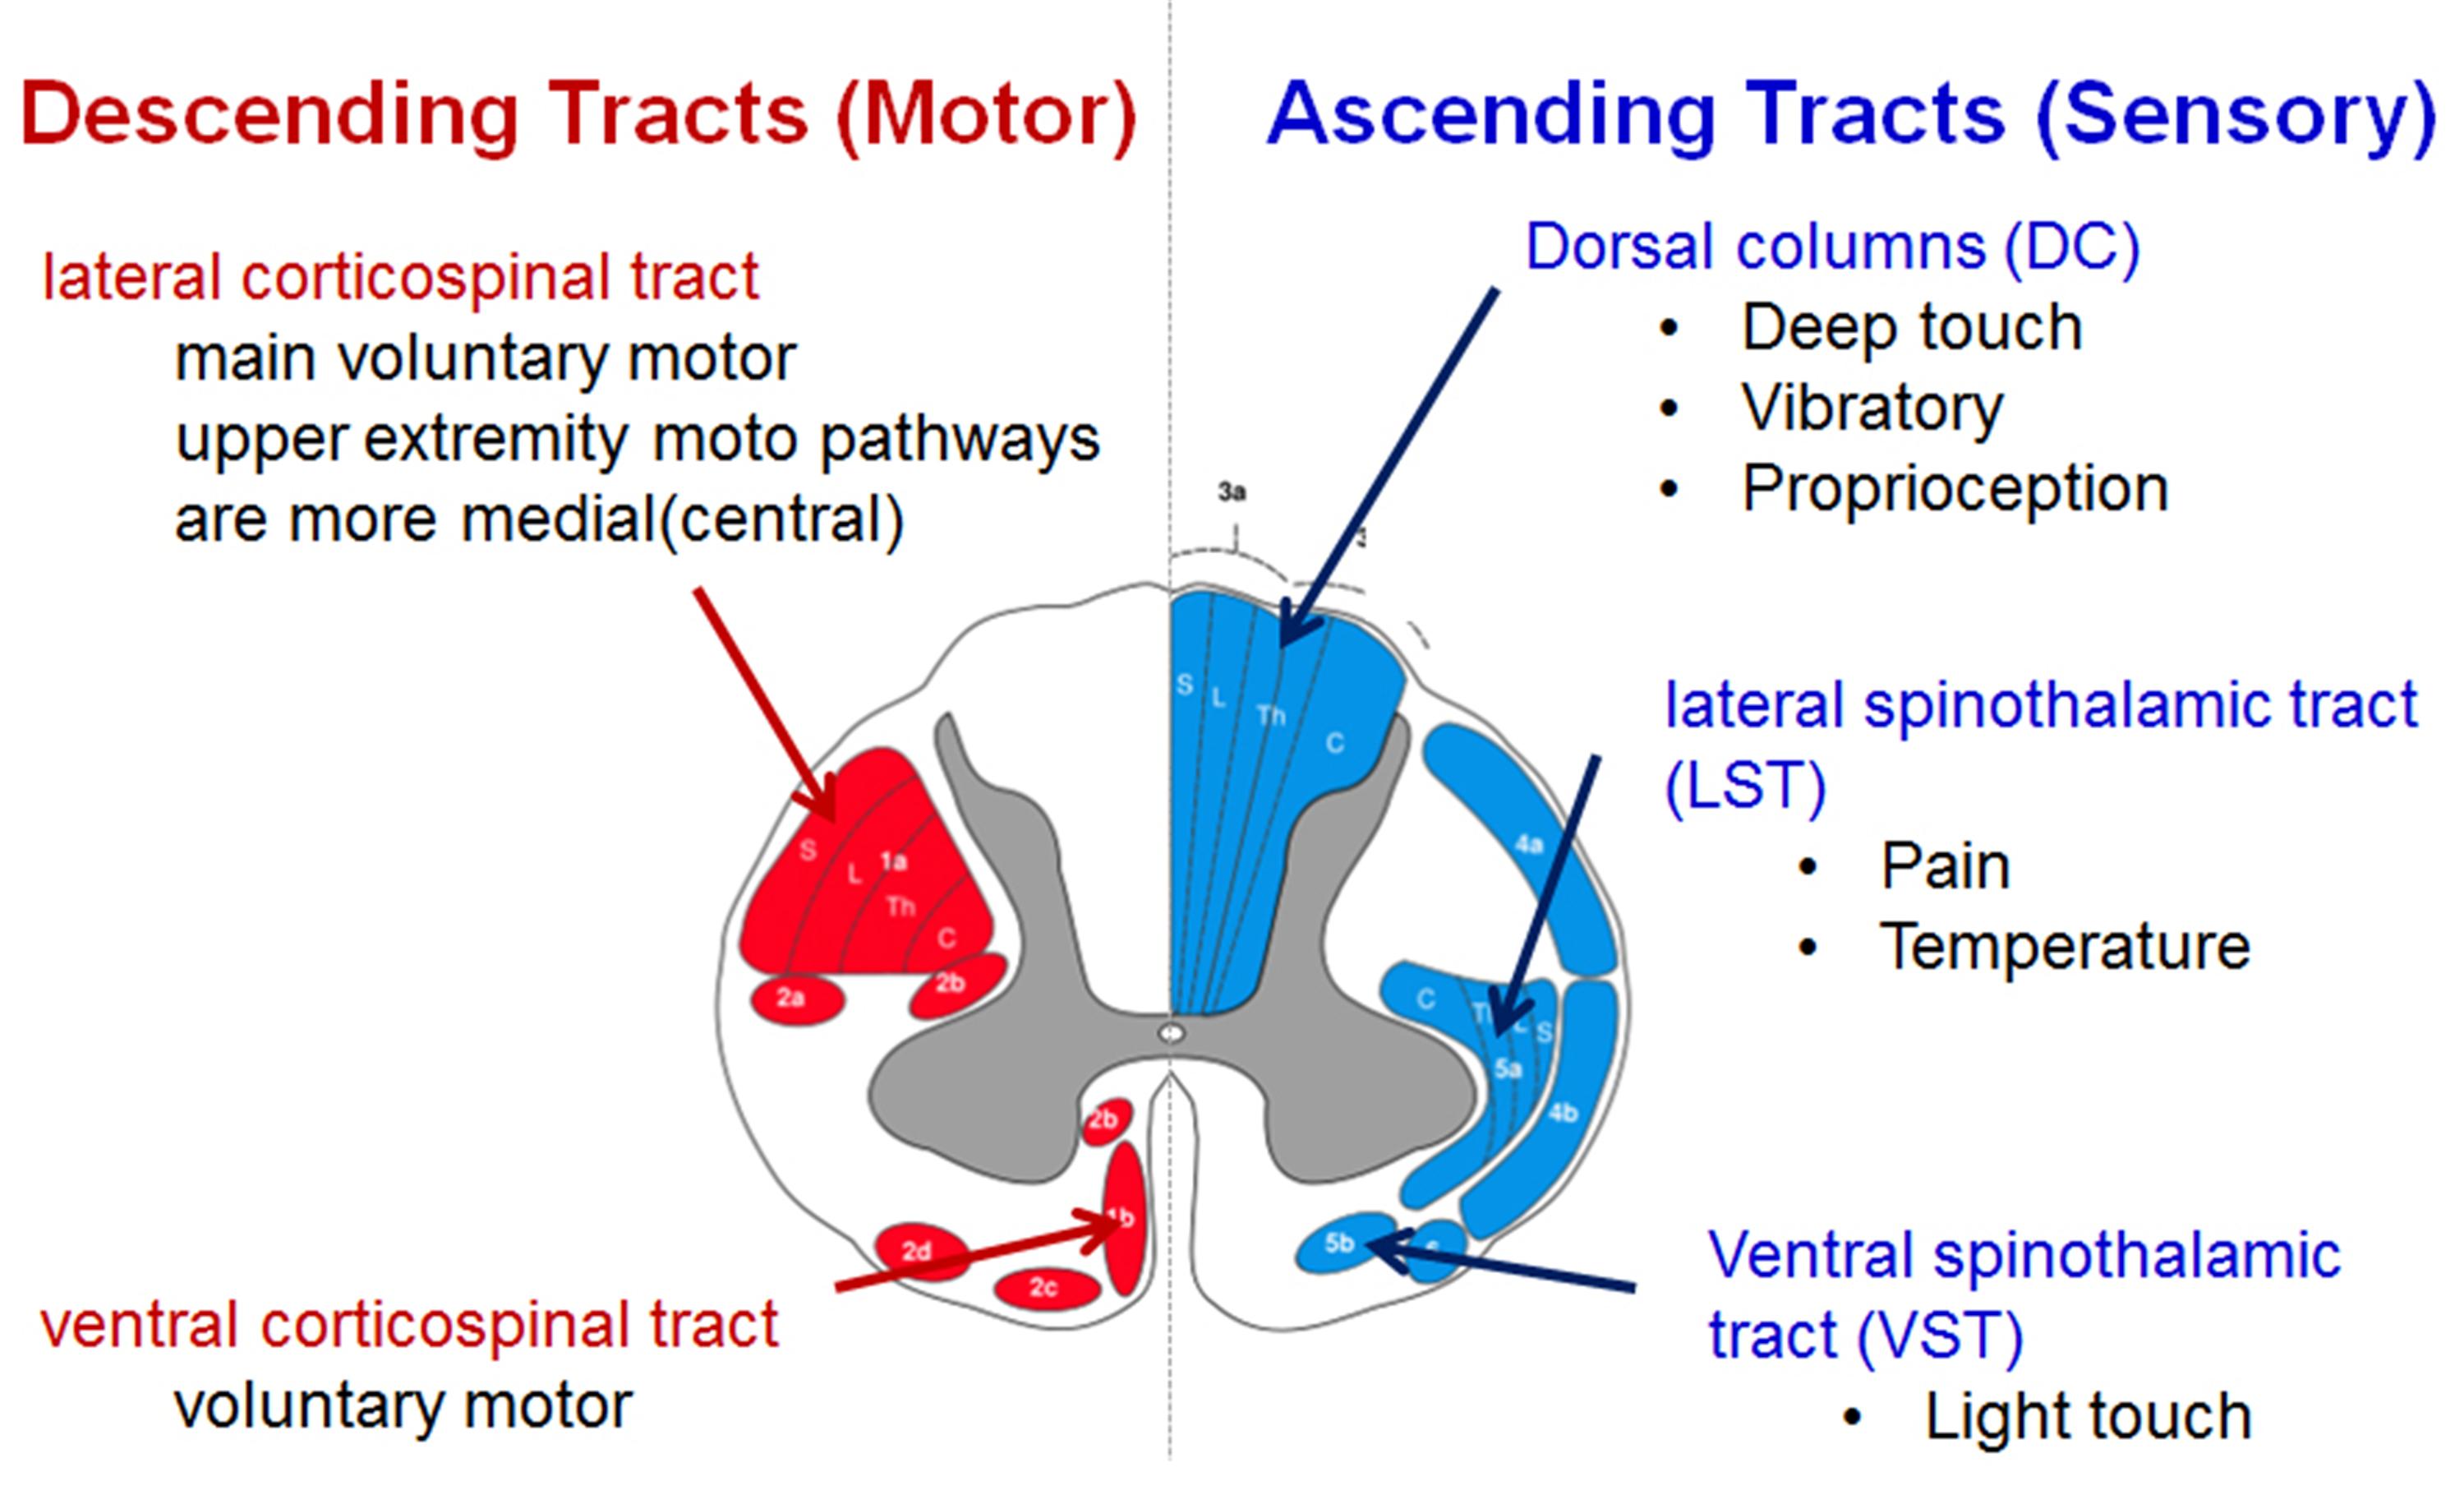 Descending Tracts (Motor)
Ascending Tracts (Sensory)
lateral corticospinal tract
main voluntary motor
upper extremity moto pathways
are more medial(central)
Dorsal columns (DC)
• Deep touch
• Vibratory
• Proprioception
3a
lateral spinothalamic tract
(LST)
• Pain
• Temperature
S
L
Th
C
S
L
1a
Th
C
2a
2b
4a
C
S
5a
4b
2b
1b
2d
2c
5b
ventral corticospinal tract
voluntary motor
Ventral spinothalamic
tract (VST)
• Light touch